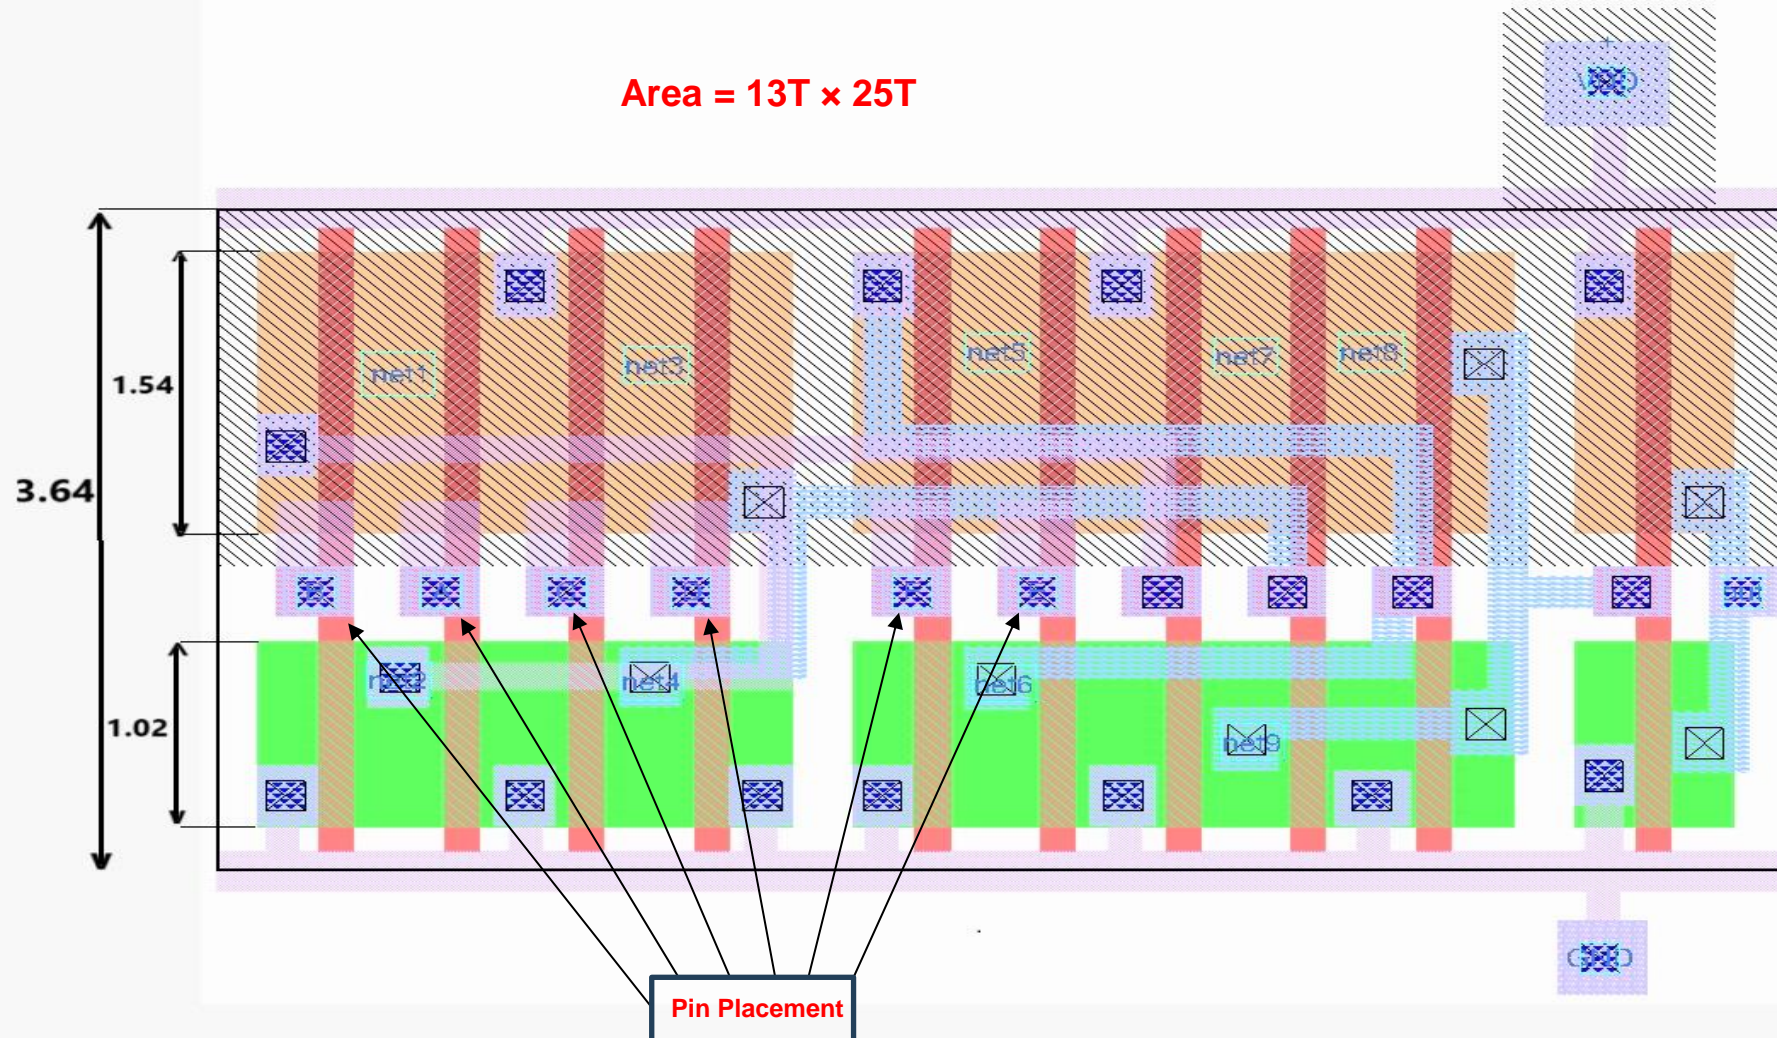 Area = 13T × 25T
VDD
net1
net3
net5
net7
net8
1.54
3.64
net2
net4
net6
net9
1.02
GND
Pin Placement